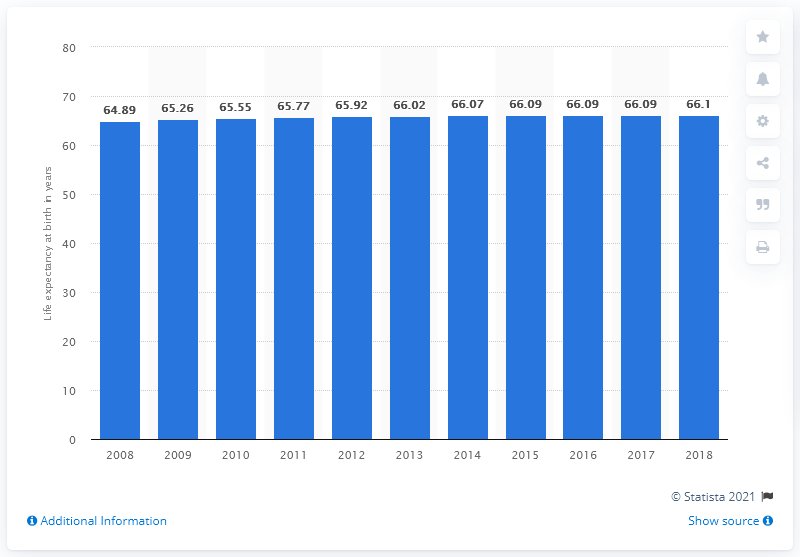 80
70
60
50
40
30
20
10
0
Life expectancy at birth in years
64.89 65.26 65.55 65.77 65.92 66.02 66.07 66.09 66.09 66.09 66.1
2008 2009 2010 2011 2012 2013 2014 2015 2016 2017 2018
© Statista 2021
Additional Information
Show source